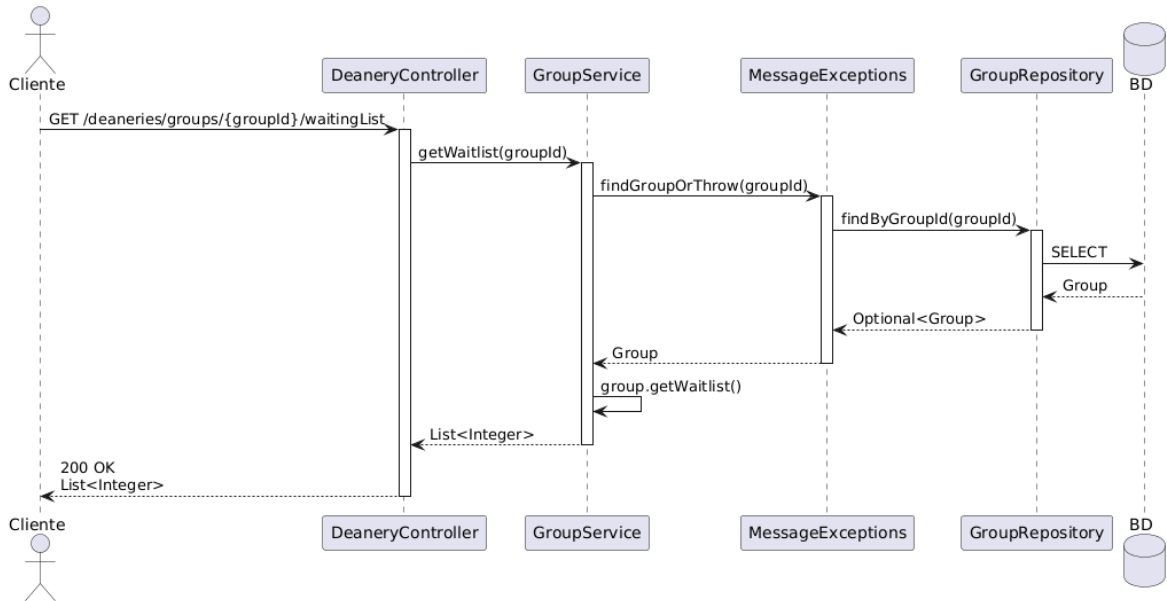 Cliente
DeaneryController
GroupService
MessageExceptions
GroupRepository
BD
GET /deaneries/groups/{groupId}/waitingList
getWaitlist(groupId)
findGroupOrThrow(groupId)
findByGroupId(groupId)
SELECT
Group
Optional<Group>
Group
group.getWaitlist()
List<Integer>
200 OK
List<Integer>
Cliente
DeaneryController
GroupService
MessageExceptions
GroupRepository
BD